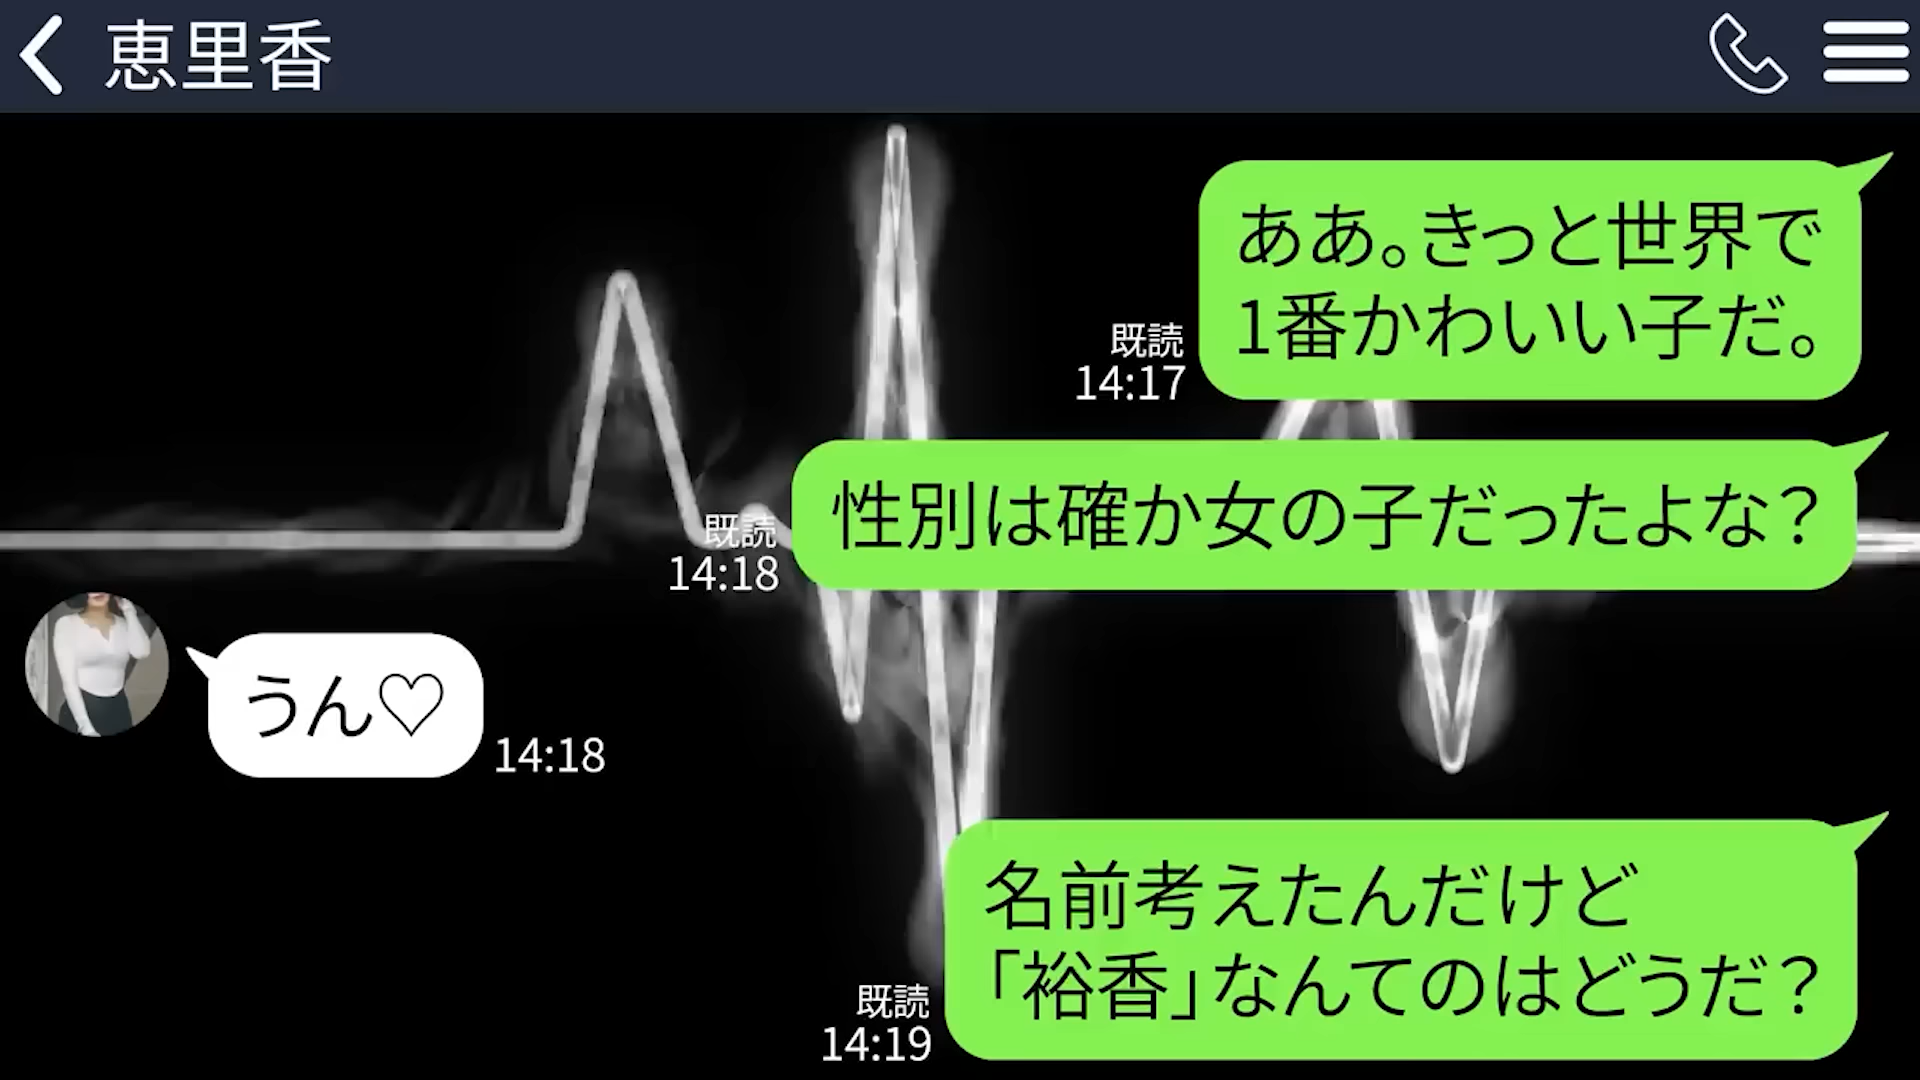 恵里香
ああ。きっと世界で
1番かわいい子だ。
既読
14:17
性別は確か女の子だったよな？
既読
14:18
うん♡
14:18
名前考えたんだけど
「裕香」なんてのはどうだ？
既読
14:19